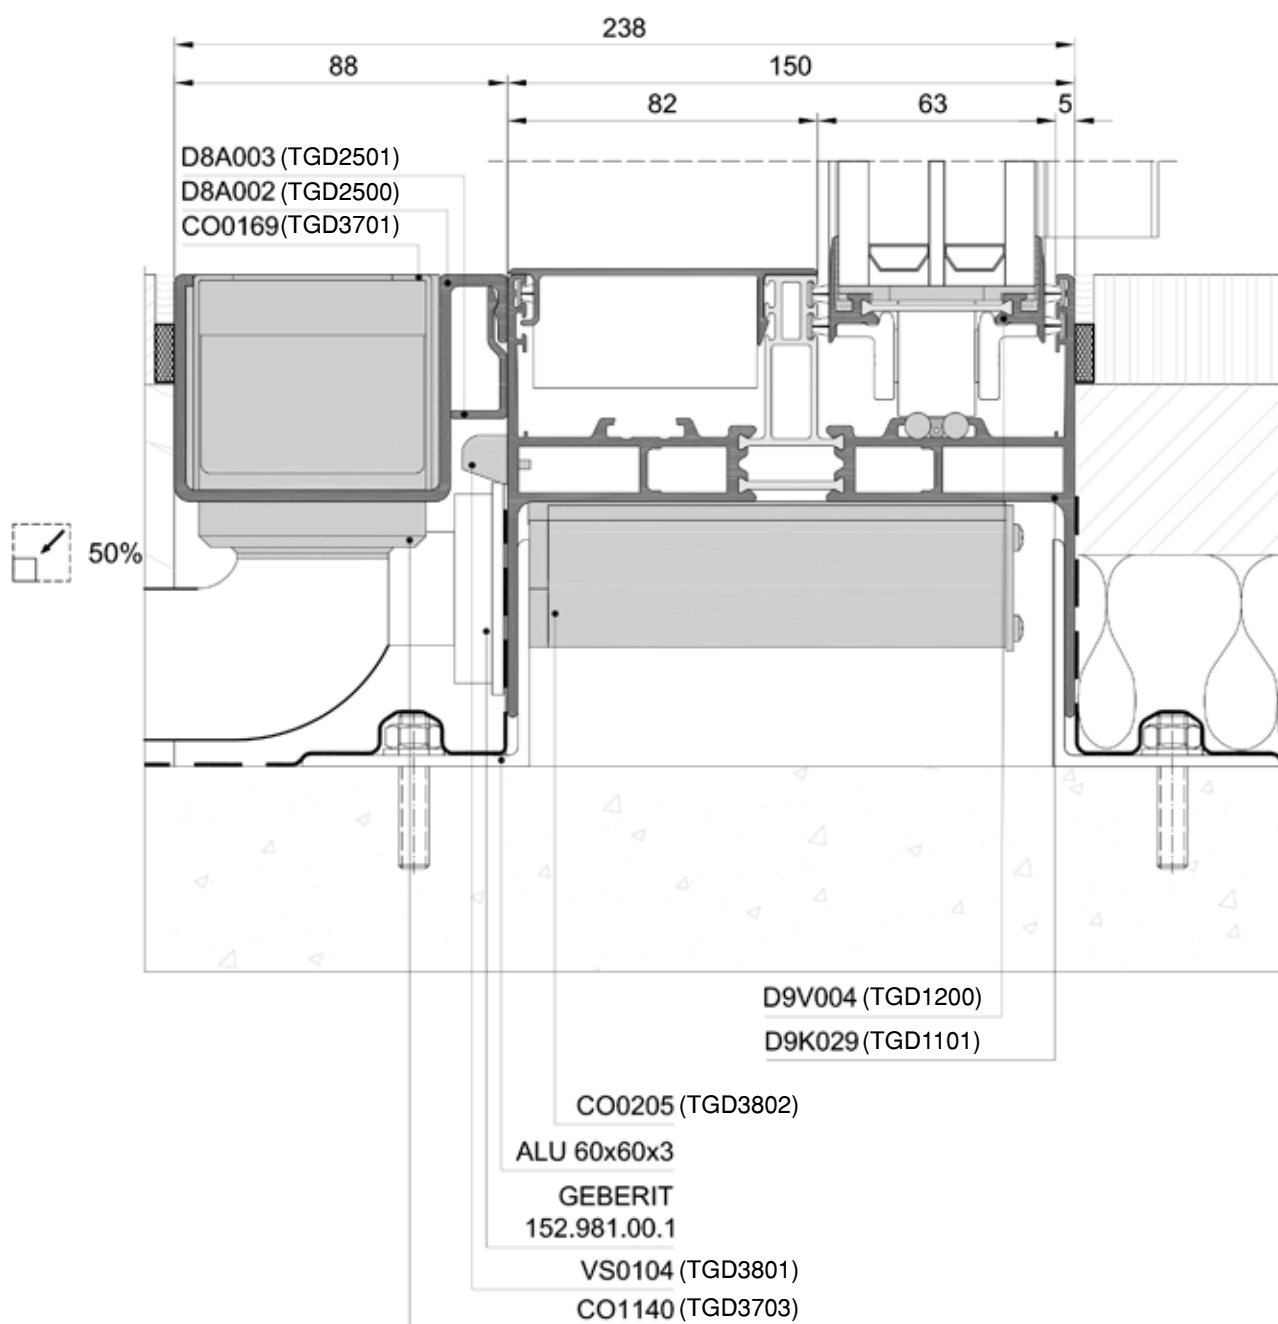 238
88 150
82 63 5
D8A003 (TGD2501)
D8A002 (TGD2500)
CO0169 (TGD3701)
50%
D9V004 (TGD1200)
D9K029 (TGD1101)
CO0205 (TGD3802)
ALU 60x60x3
GEBERIT
152.981.00.1
VS0104 (TGD3801)
CO1140 (TGD3703)